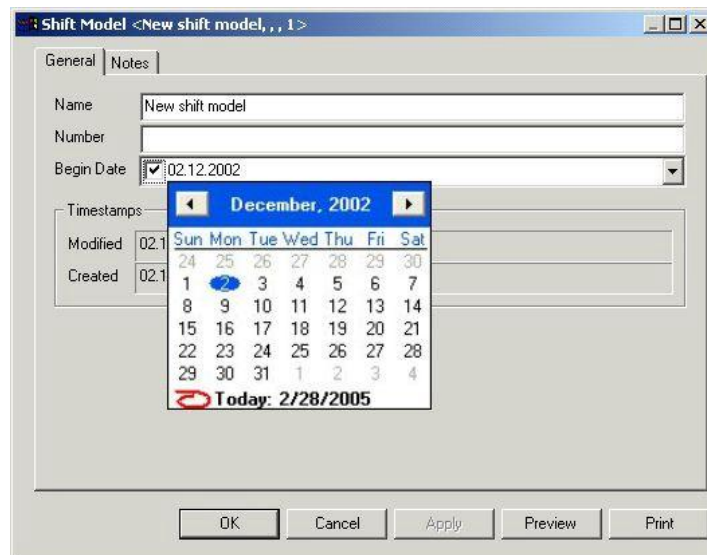 Shift Model <New shift model, , , 1>
General Notes
Name New shift model
Number
Begin Date 02.12.2002
December, 2002
Timestamps
Sun Mon Tue Wed Thu Fri Sat
Modified 02.1
24 25 26 27 28 29 30
Created 02.1
1 2 3 4 5 6 7
8 9 10 11 12 13 14
15 16 17 18 19 20 21
22 23 24 25 26 27 28
29 30 31 1 2 3 4
Today: 2/28/2005
OK Cancel Apply Preview Print